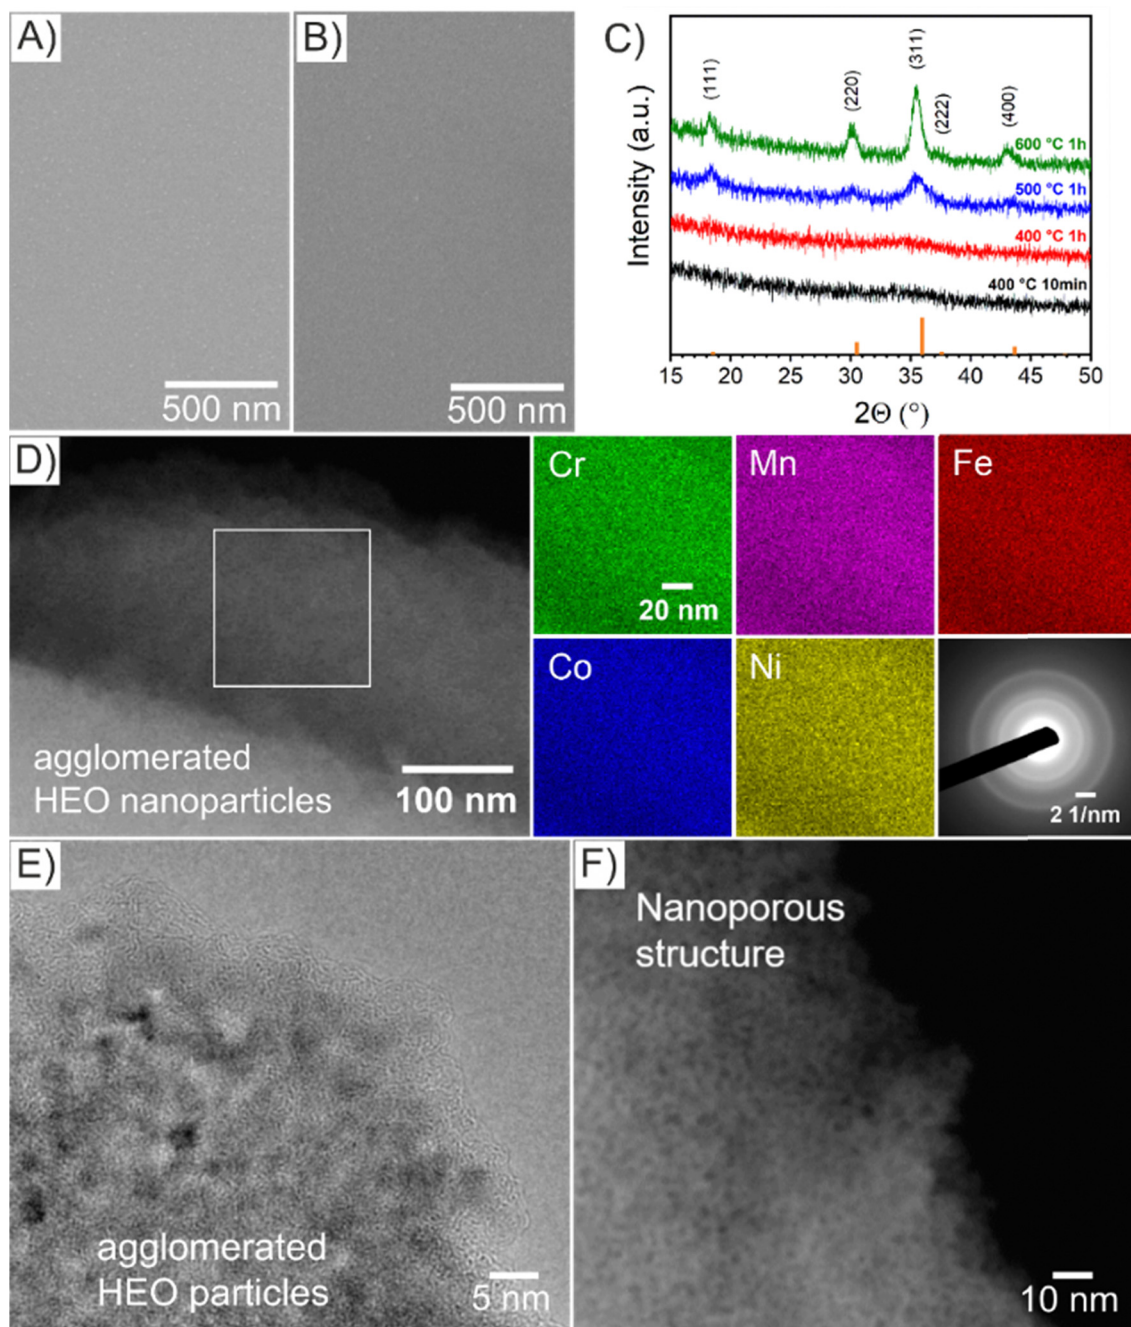 A)
500 nm
B)
500 nm
C)
Intensity (a.u.)
(111)
(220)
(311)
(222)
(400)
600 °C 1h
500 °C 1h
400 °C 1h
400 °C 10min
15 20 25 30 35 40 45 50
2Θ (°)
D)
agglomerated
HEO nanoparticles
100 nm
Cr
20 nm
Mn
Fe
Co
Ni
2 1/nm
E)
agglomerated
HEO particles
5 nm
F)
Nanoporous
structure
10 nm